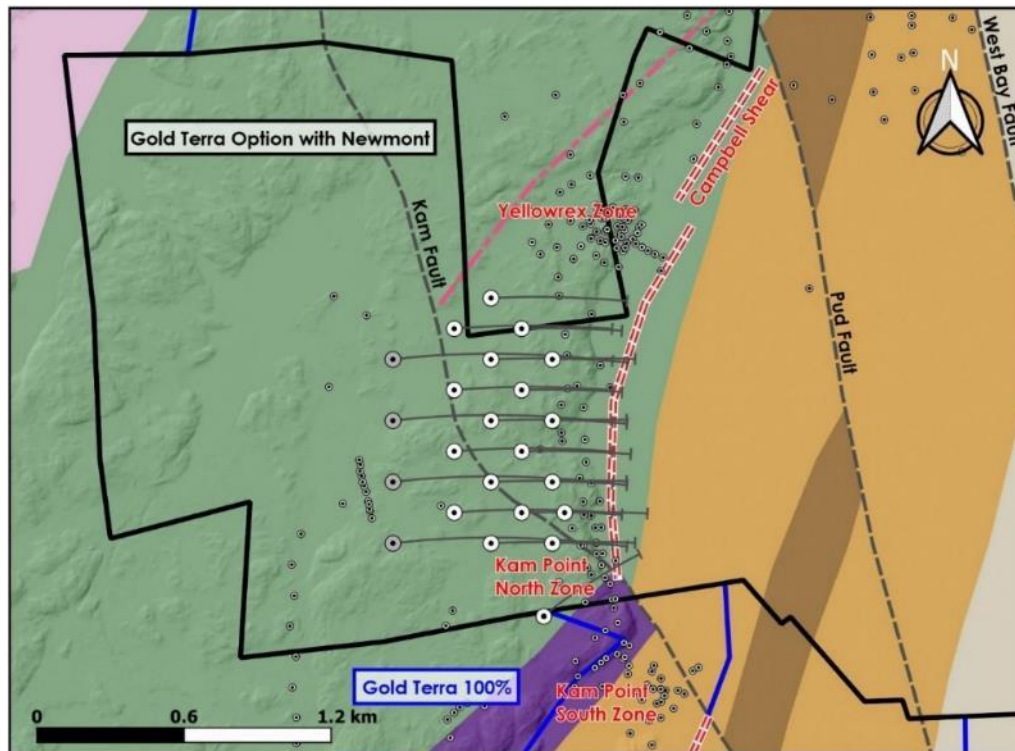 West Bay Fault
N
Gold Terra Option with Newmont
Campbell Shear
Yellowrex Zone
Kam Fault
Pud Fault
Kam Point
North Zone
Gold Terra 100%
Kam Point
South Zone
0 0.6 1.2 km